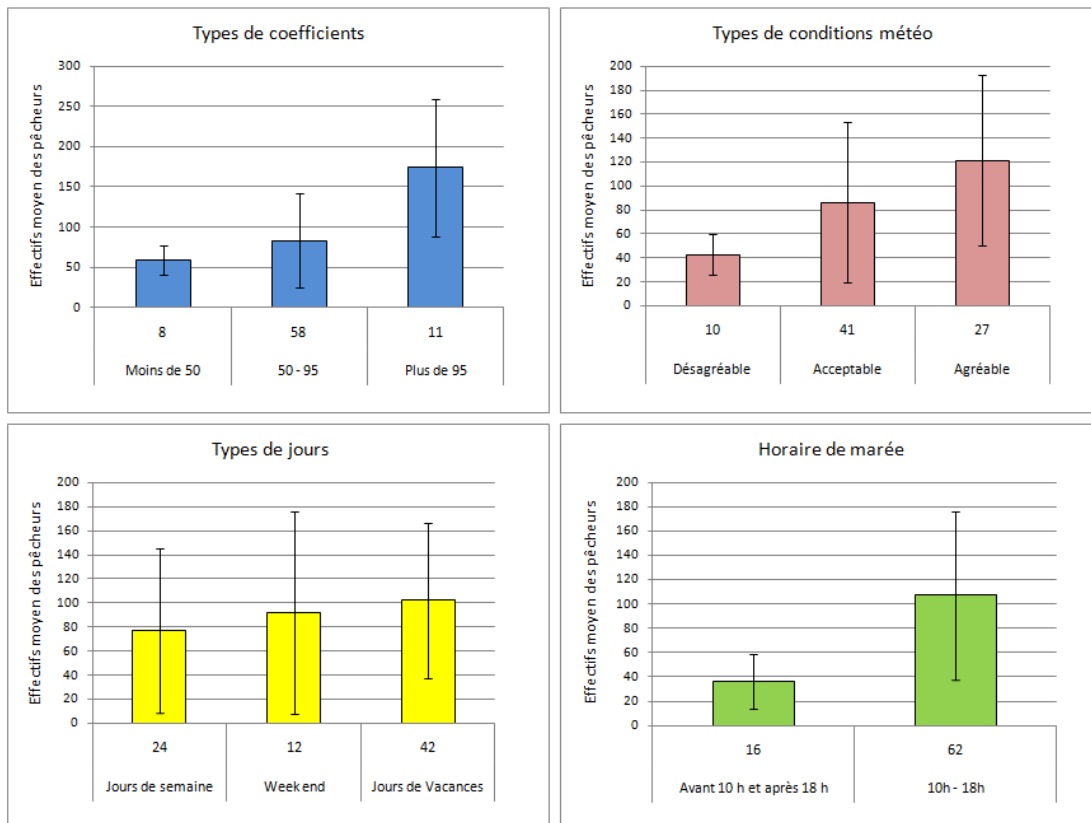 Types de coefficients
Effectifs moyen des pêcheurs
300
250
200
150
100
50
0
8 58 11
Moins de 50 50 - 95 Plus de 95
Types de conditions météo
Effectifs moyen des pêcheurs
200
180
160
140
120
100
80
60
40
20
0
10 41 27
Désagréable Acceptable Agréable
Types de jours
Effectifs moyen des pêcheurs
200
180
160
140
120
100
80
60
40
20
0
24 12 42
Jours de semaine Week end Jours de Vacances
Horaire de marée
Effectifs moyen des pêcheurs
200
180
160
140
120
100
80
60
40
20
0
16 62
Avant 10 h et après 18 h 10h - 18h